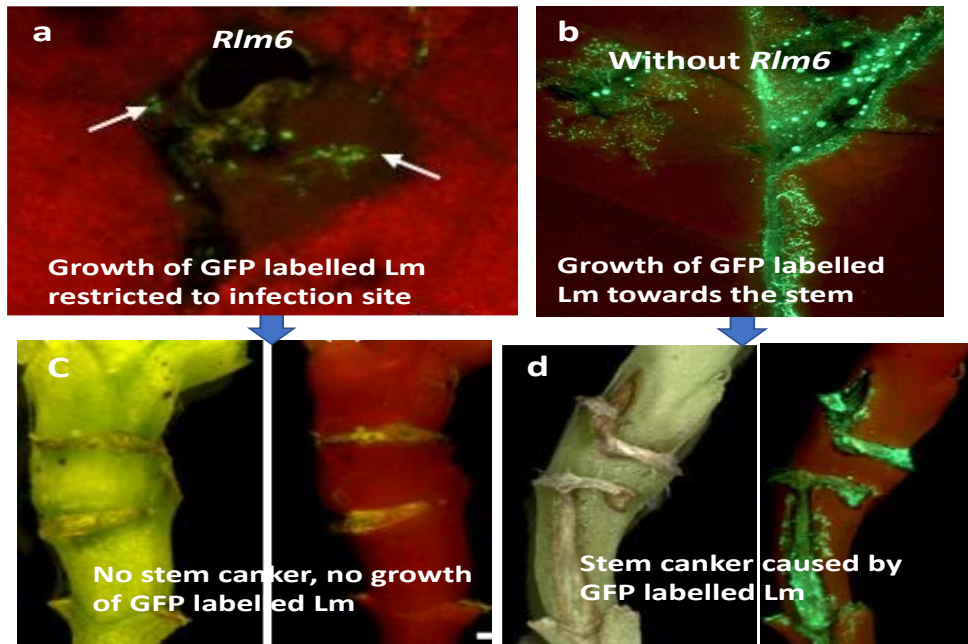 a
Rlm6
Growth of GFP labelled Lm
restricted to infection site
b
Without Rlm6
Growth of GFP labelled
Lm towards the stem
C
No stem canker, no growth
of GFP labelled Lm
d
Stem canker caused by
GFP labelled Lm